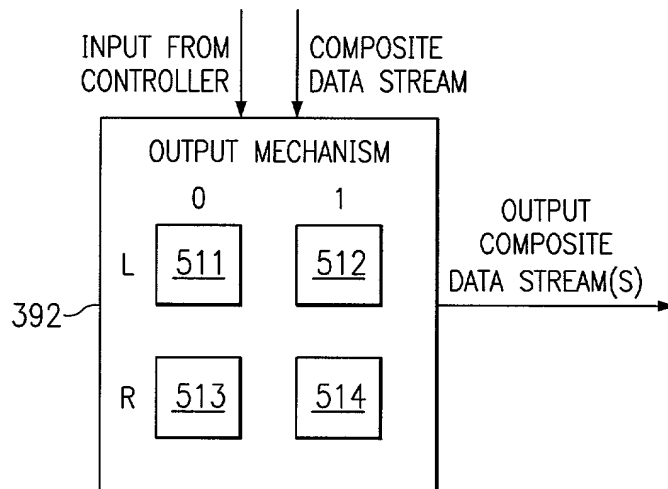 INPUT FROM
CONTROLLER
COMPOSITE
DATA STREAM
OUTPUT MECHANISM
0 1
L 511 512
R 513 514
392
OUTPUT
COMPOSITE
DATA STREAM(S)